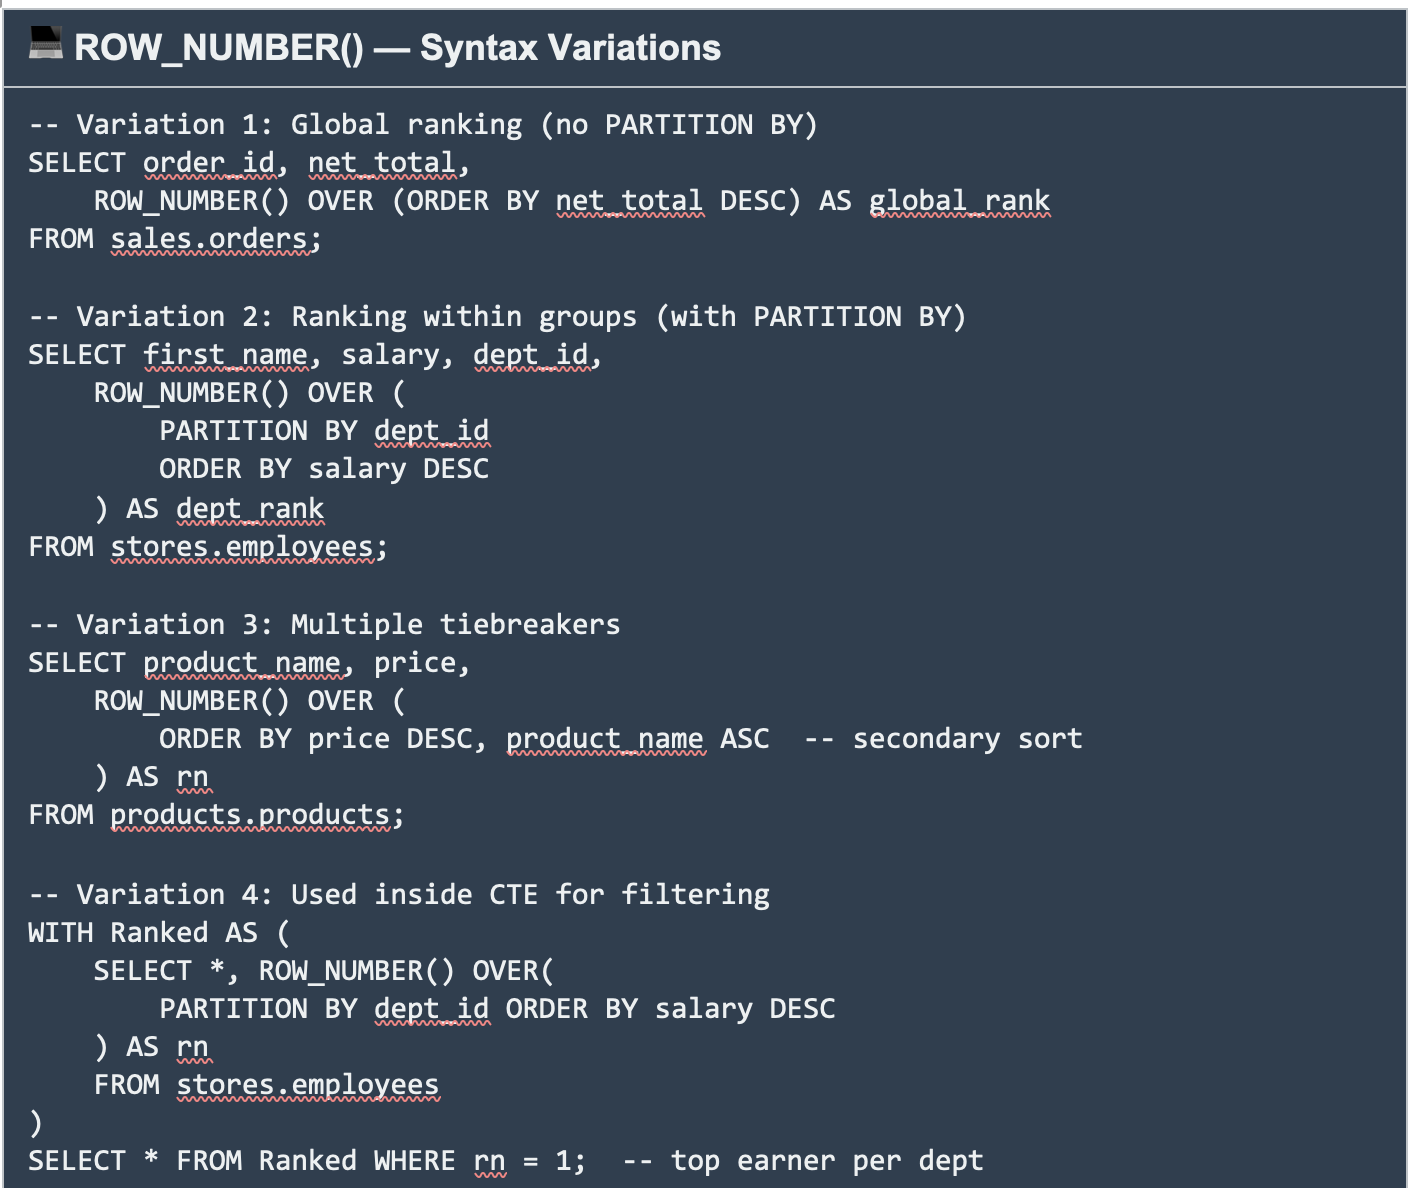 ROW_NUMBER() — Syntax Variations
-- Variation 1: Global ranking (no PARTITION BY)
SELECT order_id, net_total,
    ROW_NUMBER() OVER (ORDER BY net_total DESC) AS global_rank
FROM sales.orders;

-- Variation 2: Ranking within groups (with PARTITION BY)
SELECT first_name, salary, dept_id,
    ROW_NUMBER() OVER (
        PARTITION BY dept_id
        ORDER BY salary DESC
    ) AS dept_rank
FROM stores.employees;

-- Variation 3: Multiple tiebreakers
SELECT product_name, price,
    ROW_NUMBER() OVER (
        ORDER BY price DESC, product_name ASC  -- secondary sort
    ) AS rn
FROM products.products;

-- Variation 4: Used inside CTE for filtering
WITH Ranked AS (
    SELECT *, ROW_NUMBER() OVER(
        PARTITION BY dept_id ORDER BY salary DESC
    ) AS rn
    FROM stores.employees
)
SELECT * FROM Ranked WHERE rn = 1;  -- top earner per dept